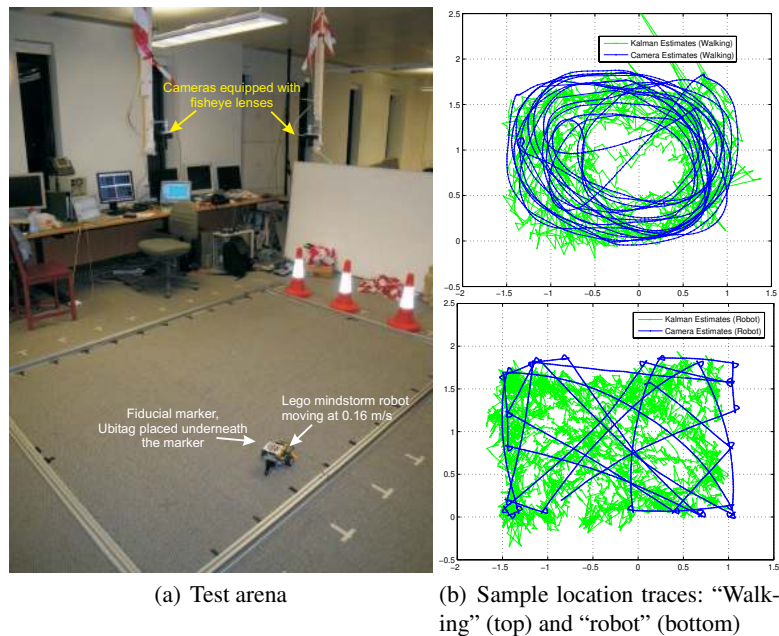 Cameras equipped with
fisheye lenses
Fiducial marker,
Ubitag placed underneath
the marker
Lego mindstorm robot
moving at 0.16 m/s
(a) Test arena
2.5
2
1.5
1
0.5
0
-0.5
-2
-1.5
-1
-0.5
0
0.5
1
1.5
Kalman Estimates (Walking)
Camera Estimates (Walking)
2.5
2
1.5
1
0.5
0
-0.5
-2
-1.5
-1
-0.5
0
0.5
1
1.5
Kalman Estimates (Robot)
Camera Estimates (Robot)
(b) Sample location traces: “Walk-
ing” (top) and “robot” (bottom)